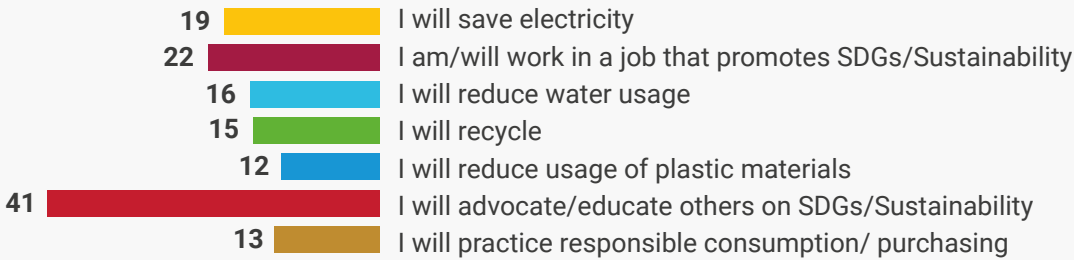 19 I will save electricity
22 I am/will work in a job that promotes SDGs/Sustainability
16 I will reduce water usage
15 I will recycle
12 I will reduce usage of plastic materials
41 I will advocate/educate others on SDGs/Sustainability
13 I will practice responsible consumption/ purchasing